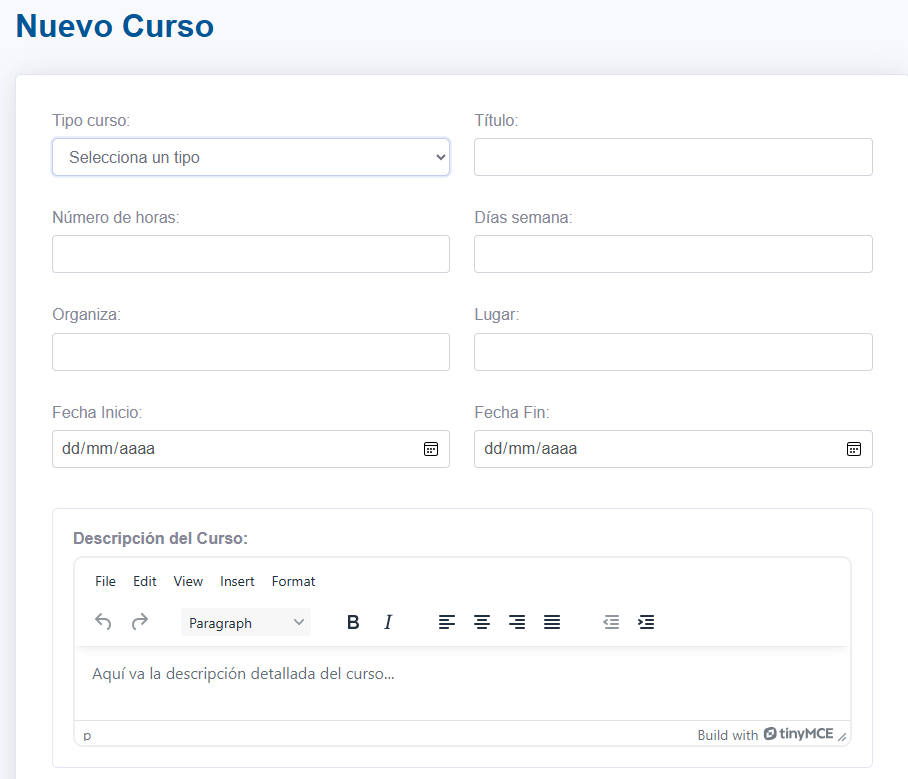 Nuevo Curso
Tipo curso: Título:
Selecciona un tipo
Número de horas: Días semana:
Organiza: Lugar:
Fecha Inicio: Fecha Fin:
dd/mm/aaaa dd/mm/aaaa
Descripción del Curso:
File Edit View Insert Format
Paragraph B I
Aquí va la descripción detallada del curso...
p Build with tinyMCE